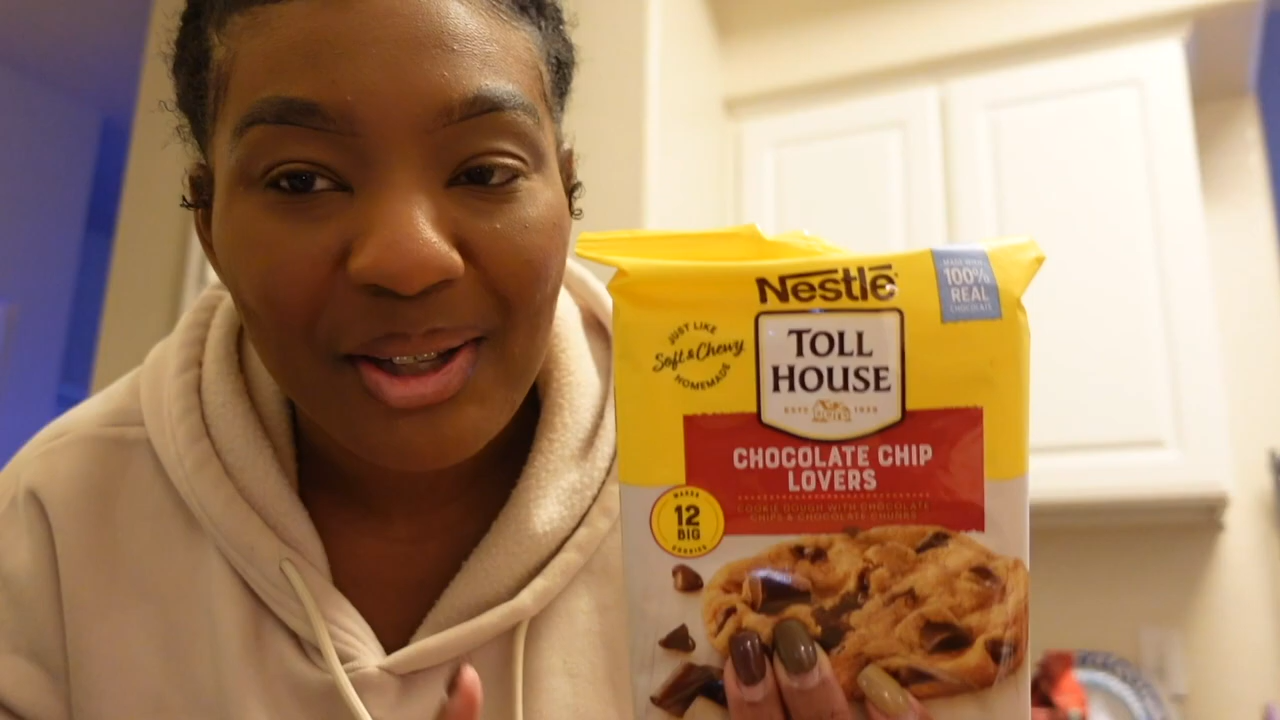 Nestlē
MADE WITH
100%
REAL
CHOCOLATE
JUST LIKE
Soft & Chewy
HOMEMADE
TOLL
HOUSE
ESTD 1939
CHOCOLATE CHIP
LOVERS
COOKIE DOUGH WITH CHOCOLATE
CHIPS & CHOCOLATE CHUNKS
MAKES
12
BIG
COOKIES